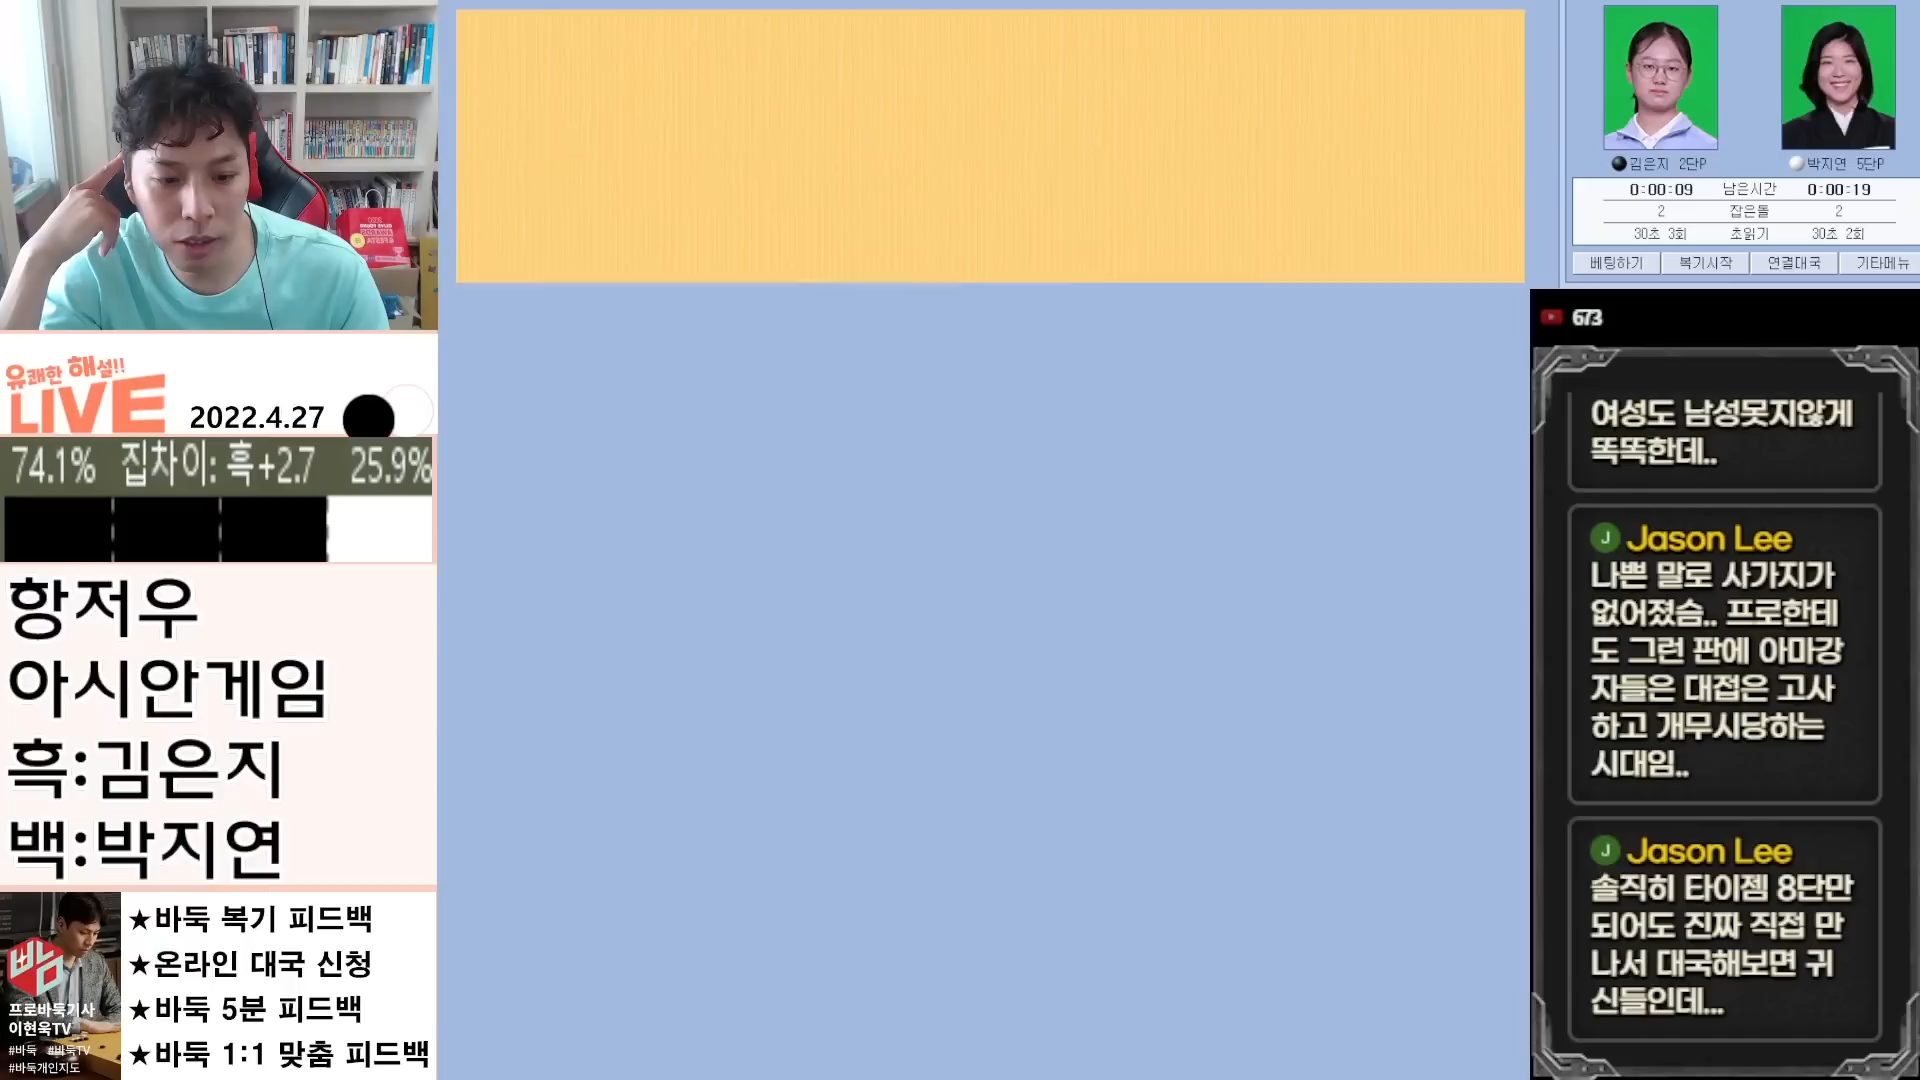 유쾌한 해설!!
LIVE
2022.4.27
74.1% 집차이: 흑+2.7 25.9%
항저우
아시안게임
흑:김은지
백:박지연
바둠
프로바둑기사
이현욱TV
#바둑 #바둑TV
#바둑개인지도
★바둑 복기 피드백
★온라인 대국 신청
★바둑 5분 피드백
★바둑 1:1 맞춤 피드백
김은지 2단P 박지연 5단P
0:00:09 남은시간 0:00:19
2 잡은돌 2
30초 3회 초읽기 30초 2회
베팅하기 복기시작 연결대국 기타메뉴
673
여성도 남성못지않게
똑똑한데..
J Jason Lee
나쁜 말로 사가지가
없어졌슴.. 프로한테
도 그런 판에 아마강
자들은 대접은 고사
하고 개무시당하는
시대임..
J Jason Lee
솔직히 타이젬 8단만
되어도 진짜 직접 만
나서 대국해보면 귀
신들인데...